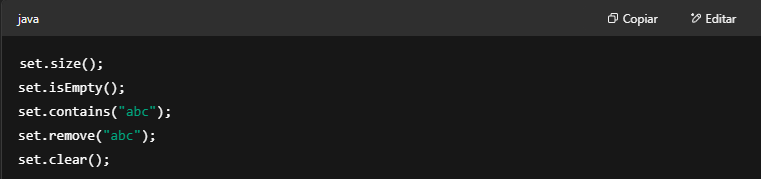 java Copiar Editar
set.size();
set.isEmpty();
set.contains("abc");
set.remove("abc");
set.clear();